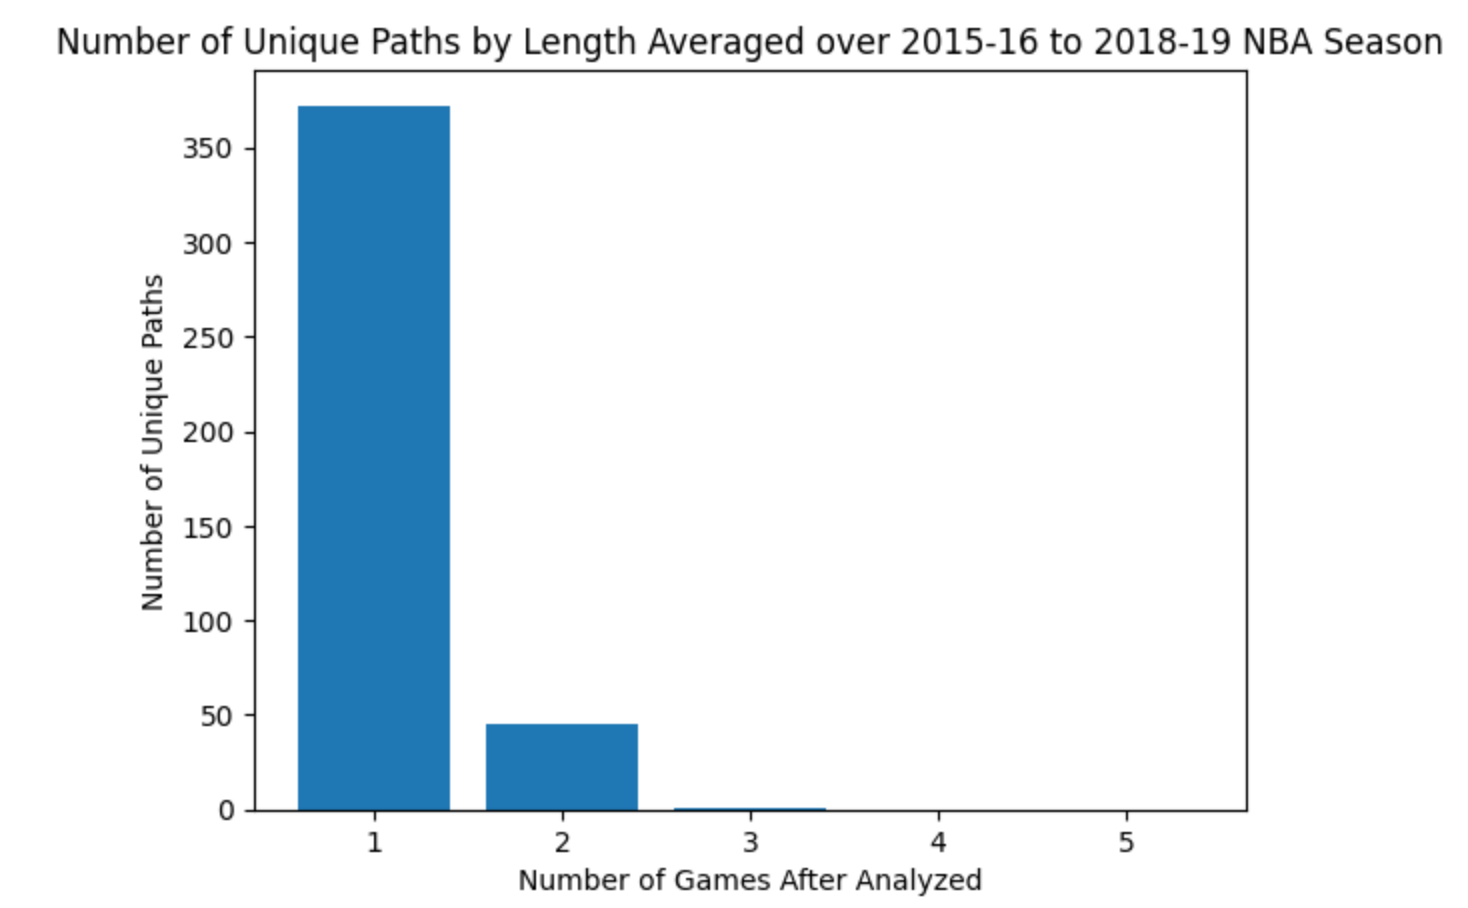 Number of Unique Paths by Length Averaged over 2015-16 to 2018-19 NBA Season
Number of Unique Paths
350
300
250
200
150
100
50
0
1 2 3 4 5
Number of Games After Analyzed